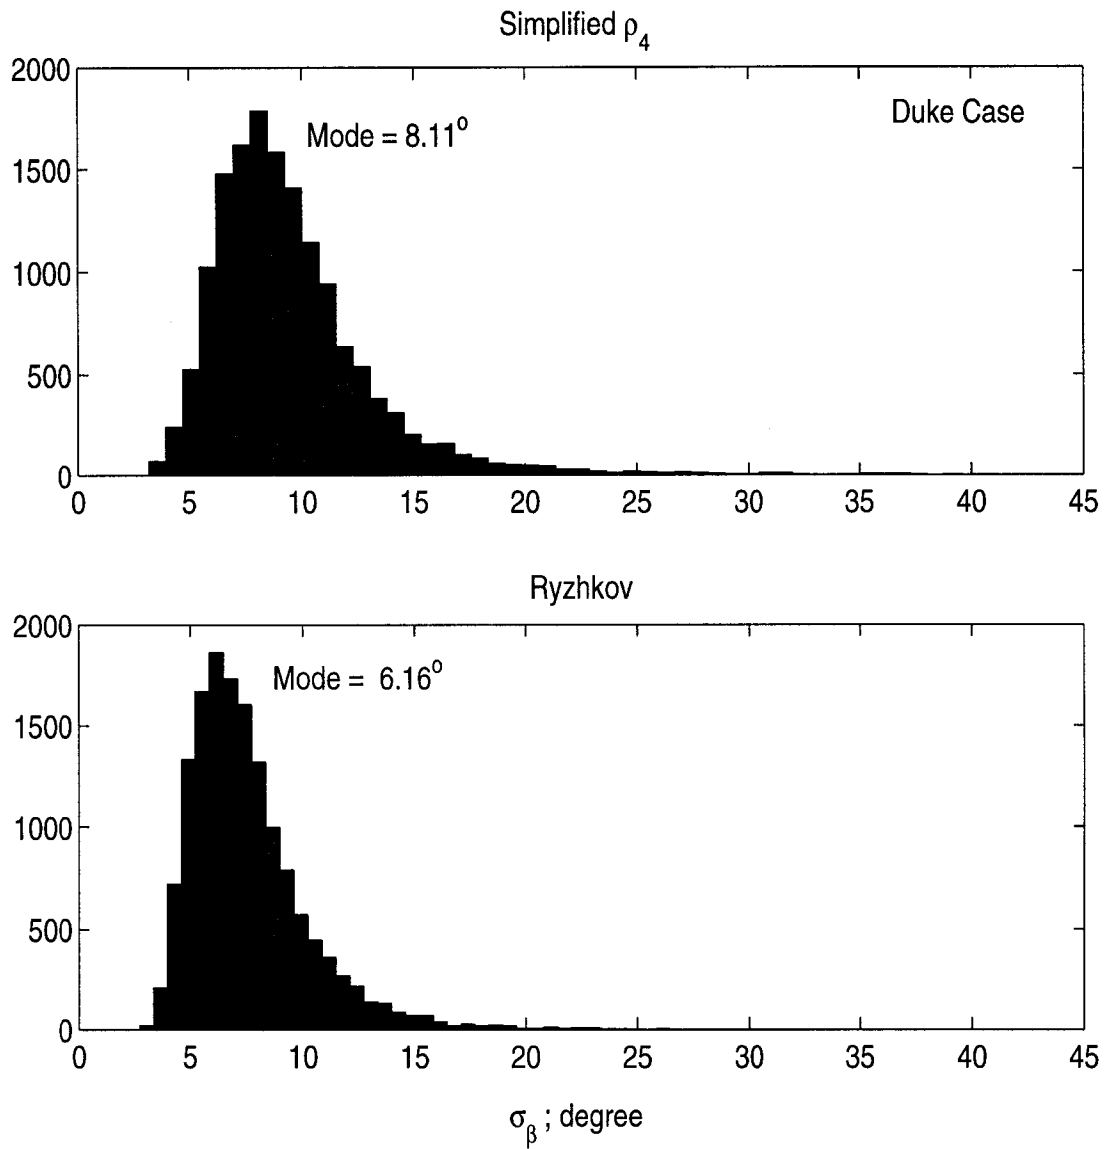 Simplified ρ4
2000
1500
1000
500
0
Duke Case
Mode = 8.11°
0 5 10 15 20 25 30 35 40 45
Ryzhkov
2000
1500
1000
500
0
Mode = 6.16°
0 5 10 15 20 25 30 35 40 45
σβ ; degree